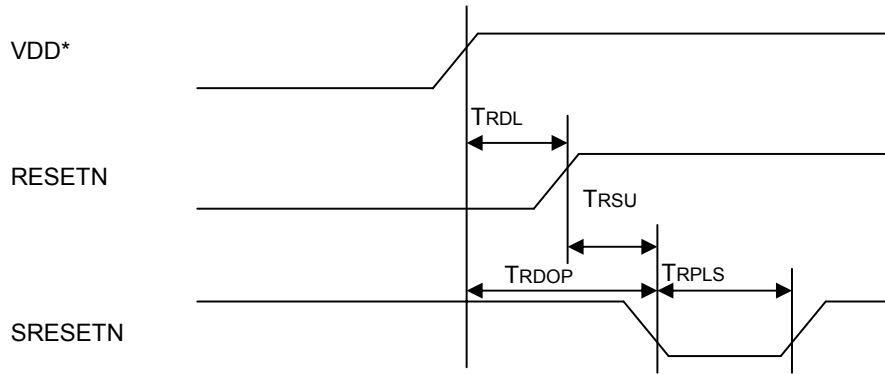 VDD*
TRDL
RESETN
TRSU
TRDOP TRPLS
SRESETN